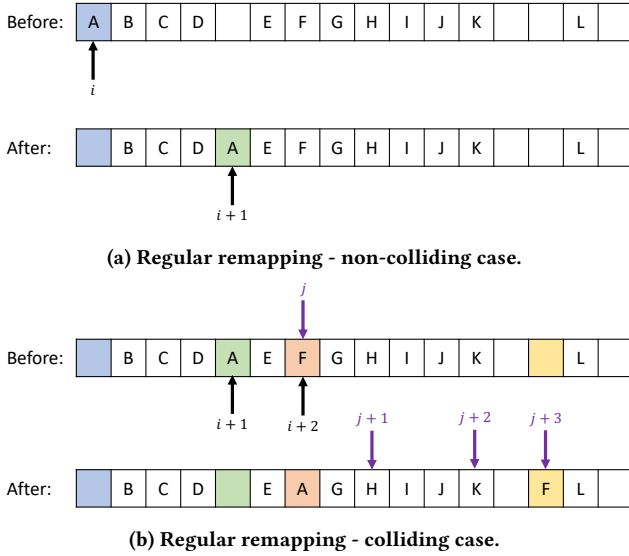 Before: A B C D E F G H I J K L
i
After: B C D A E F G H I J K L
i + 1
(a) Regular remapping - non-colliding case.
j
Before: B C D A E F G H I J K L
i + 1 i + 2 j + 1 j + 2 j + 3
After: B C D E A G H I J K F L
(b) Regular remapping - colliding case.